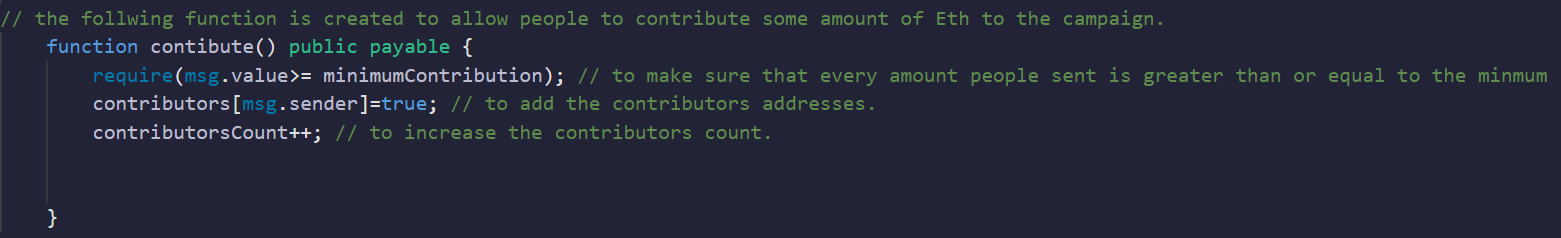 // the follwing function is created to allow people to contribute some amount of Eth to the campaign.
function contibute() public payable {
require(msg.value>= minimumContribution); // to make sure that every amount people sent is greater than or equal to the minmum
contributors[msg.sender]=true; // to add the contributors addresses.
contributorsCount++; // to increase the contributors count.
}